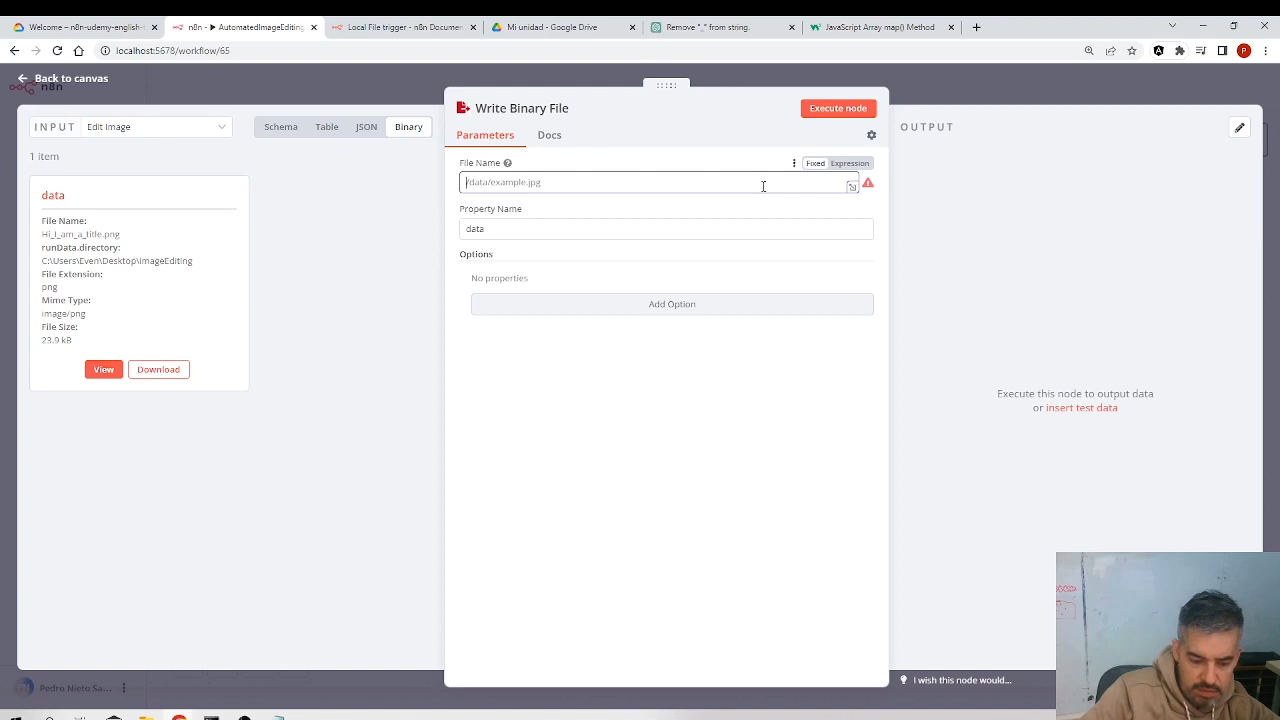 Welcome – n8n-udemy-english-
n8n - ▶ AutomatedImageEditing
Local File trigger - n8n Documen
Mi unidad - Google Drive
Remove "_" from string.
JavaScript Array map() Method
localhost:5678/workflow/65
P
Back to canvas
n8n
INPUT
Edit Image
Schema
Table
JSON
Binary
1 item
data
File Name:
Hi_I_am_a_title.png
runData.directory:
C:\Users\Even\Desktop\imageEditing
File Extension:
png
Mime Type:
image/png
File Size:
23.9 kB
View
Download
Write Binary File
Execute node
Parameters
Docs
File Name
Fixed
Expression
/data/example.jpg
Property Name
data
Options
No properties
Add Option
OUTPUT
Execute this node to output data
or insert test data
Pedro Nieto Sa...
I wish this node would...